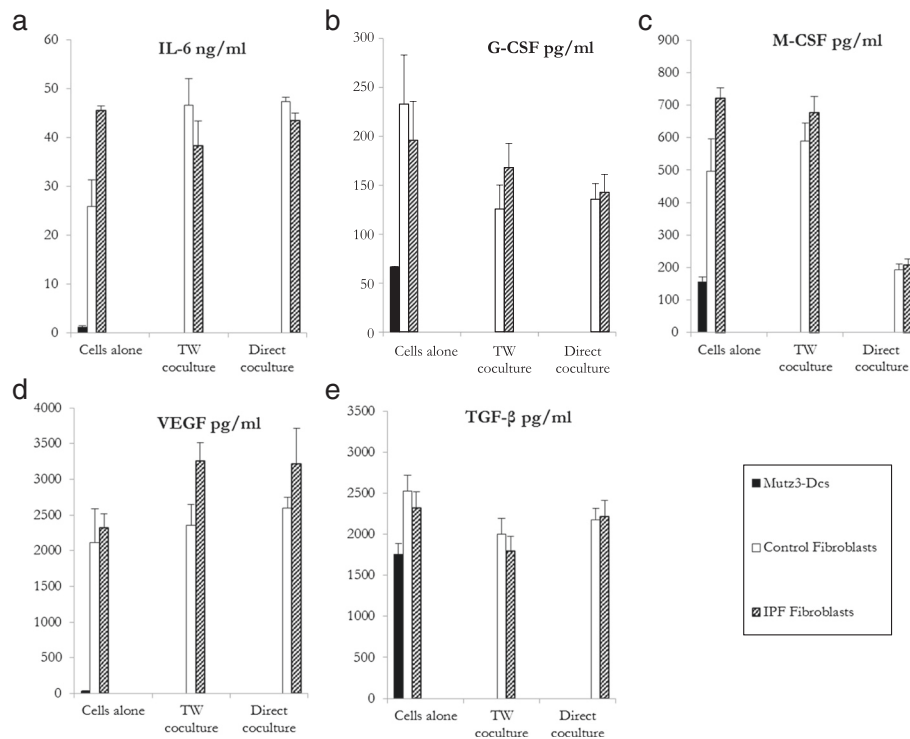 a
IL-6 ng/ml
60
50
40
30
20
10
0
Cells alone
TW
coculture
Direct
coculture
b
G-CSF pg/ml
300
250
200
150
100
50
0
Cells alone
TW
coculture
Direct
coculture
c
M-CSF pg/ml
900
800
700
600
500
400
300
200
100
0
Cells alone
TW
coculture
Direct
coculture
d
VEGF pg/ml
4000
3500
3000
2500
2000
1500
1000
500
0
Cells alone
TW
coculture
Direct
coculture
e
TGF-β pg/ml
3500
3000
2500
2000
1500
1000
500
0
Cells alone
TW
coculture
Direct
coculture
Mutz3-Dcs
Control Fibroblasts
IPF Fibroblasts